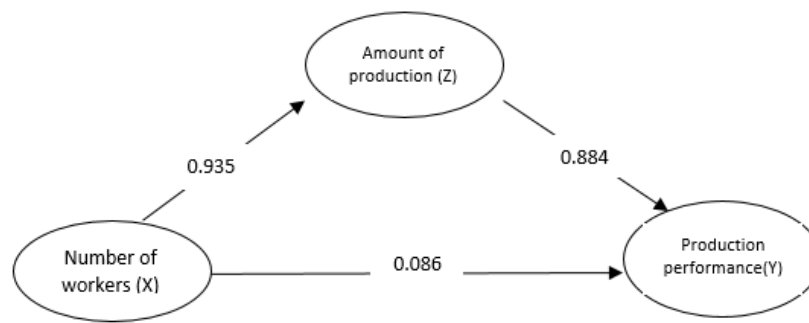 Amount of
production (Z)
0.935
0.884
Number of
workers (X)
0.086
Production
performance(Y)